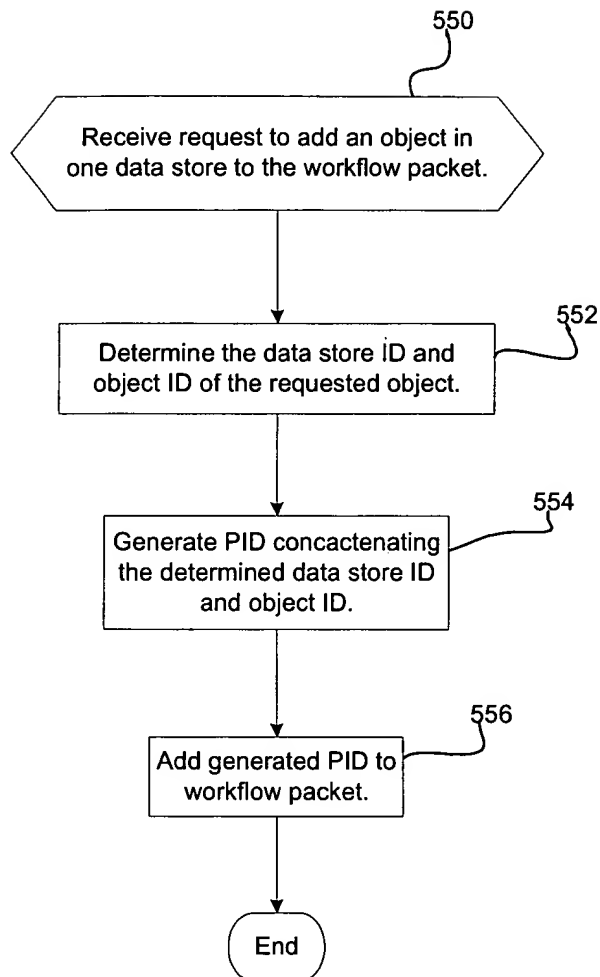 550
Receive request to add an object in
one data store to the workflow packet.
552
Determine the data store ID and
object ID of the requested object.
554
Generate PID concactenating
the determined data store ID
and object ID.
556
Add generated PID to
workflow packet.
End